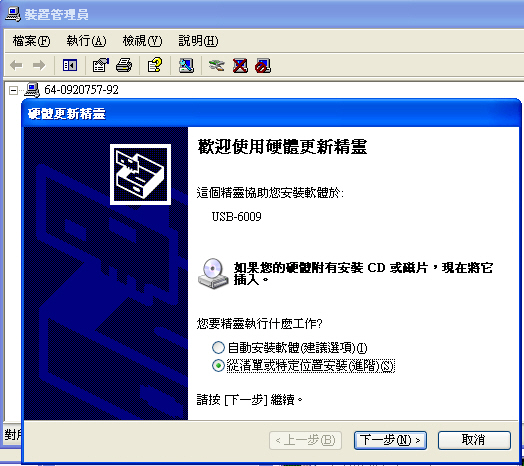 裝置管理員
檔案(F) 執行(A) 檢視(V) 說明(H)
64-0920757-92
硬體更新精靈
歡迎使用硬體更新精靈
這個精靈協助您安裝軟體於:
USB-6009
如果您的硬體附有安裝 CD 或磁片，現在將它
插入。
您要精靈執行什麼工作?
自動安裝軟體(建議選項)(I)
從清單或特定位置安裝(進階)(S)
請按 [下一步] 繼續。
< 上一步(B) 下一步(N) > 取消